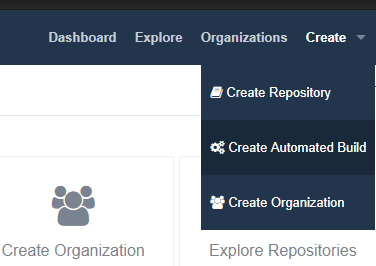 Dashboard Explore Organizations Create
Create Repository
Create Automated Build
Create Organization
Create Organization Explore Repositories